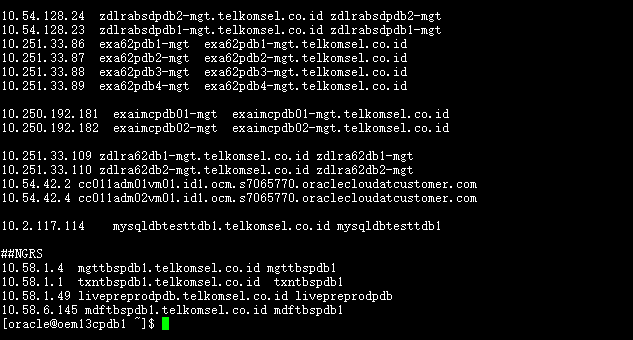 10.54.128.24  zdlrabsdpdb2-mgt.telkomsel.co.id zdlrabsdpdb2-mgt
10.54.128.23  zdlrabsdpdb1-mgt.telkomsel.co.id zdlrabsdpdb1-mgt
10.251.33.86  exa62pdb1-mgt  exa62pdb1-mgt.telkomsel.co.id
10.251.33.87  exa62pdb2-mgt  exa62pdb2-mgt.telkomsel.co.id
10.251.33.88  exa62pdb3-mgt  exa62pdb3-mgt.telkomsel.co.id
10.251.33.89  exa62pdb4-mgt  exa62pdb4-mgt.telkomsel.co.id
10.250.192.181  exaimcpdb01-mgt  exaimcpdb01-mgt.telkomsel.co.id
10.250.192.182  exaimcpdb02-mgt  exaimcpdb02-mgt.telkomsel.co.id
10.251.33.109 zdlra62db1-mgt.telkomsel.co.id zdlra62db1-mgt
10.251.33.110 zdlra62db2-mgt.telkomsel.co.id zdlra62db2-mgt
10.54.42.2 cc011adm01vm01.id1.ocm.s7065770.oraclecloudatcustomer.com
10.54.42.4 cc011adm02vm01.id1.ocm.s7065770.oraclecloudatcustomer.com
10.2.117.114    mysqldbtesttdb1.telkomsel.co.id mysqldbtesttdb1
##NGRS
10.58.1.4  mgttbspdb1.telkomsel.co.id mgttbspdb1
10.58.1.1  txntbspdb1.telkomsel.co.id  txntbspdb1
10.58.1.49 livepreprodpdb.telkomsel.co.id livepreprodpdb
10.58.6.145 mdftbspdb1.telkomsel.co.id mdftbspdb1
[oracle@oem13cpdb1 ~]$